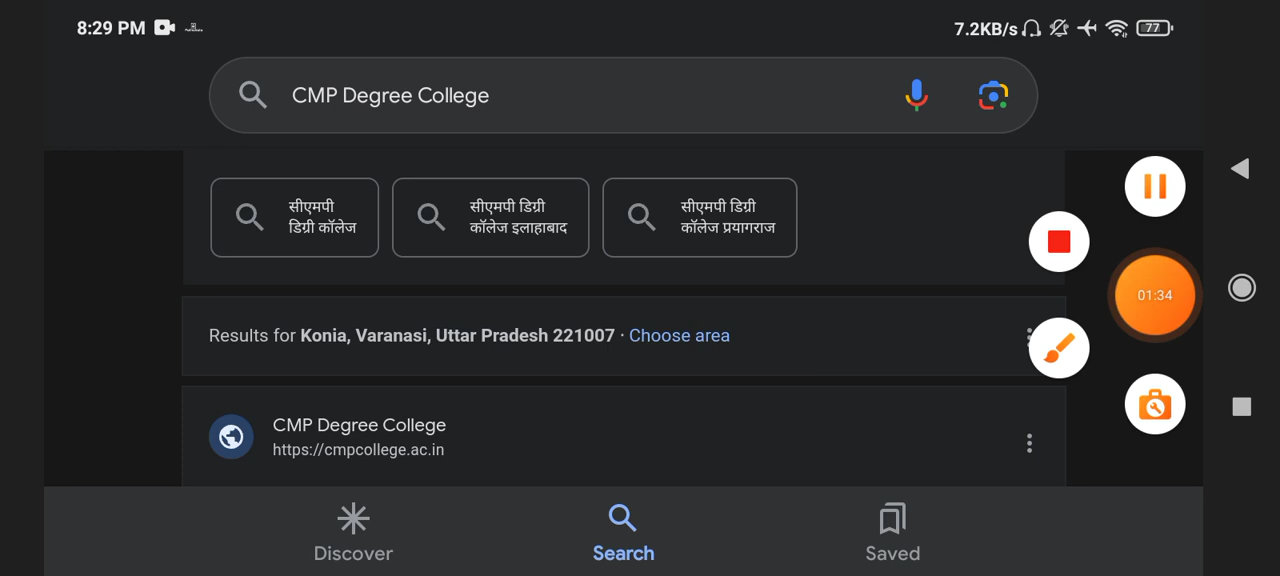 8:29 PM
7.2KB/s
77
CMP Degree College
सीएमपी
डिग्री कॉलेज
सीएमपी डिग्री
कॉलेज इलाहाबाद
सीएमपी डिग्री
कॉलेज प्रयागराज
01:34
Results for Konia, Varanasi, Uttar Pradesh 221007 · Choose area
CMP Degree College
https://cmpcollege.ac.in
Discover
Search
Saved